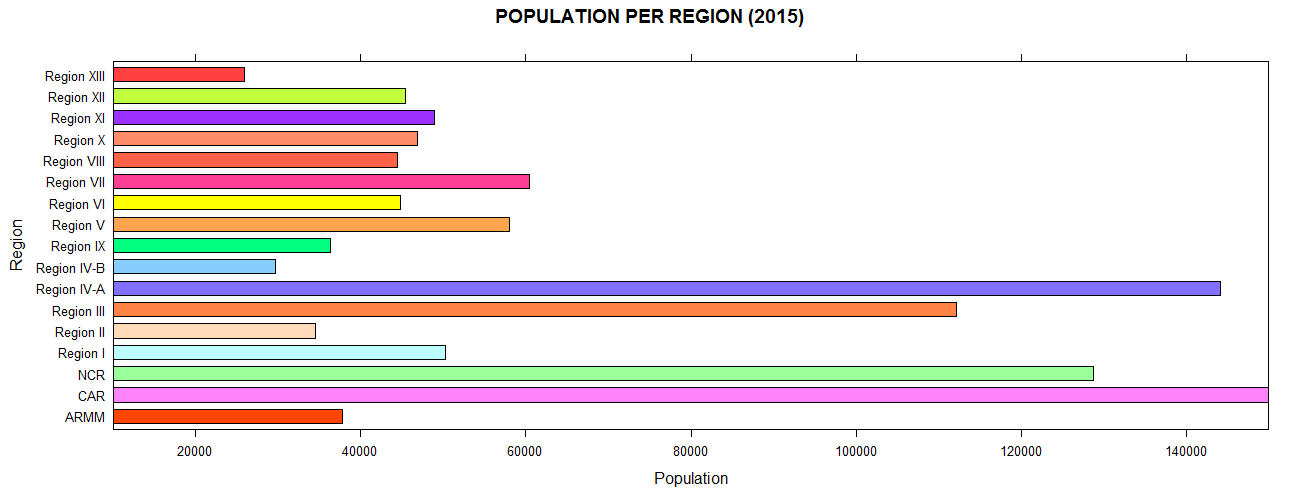 POPULATION PER REGION (2015)
Region XIII
Region XII
Region XI
Region X
Region VIII
Region VII
Region VI
Region V
Region IX
Region IV-B
Region IV-A
Region III
Region II
Region I
NCR
CAR
ARMM
Region
20000 40000 60000 80000 100000 120000 140000
Population